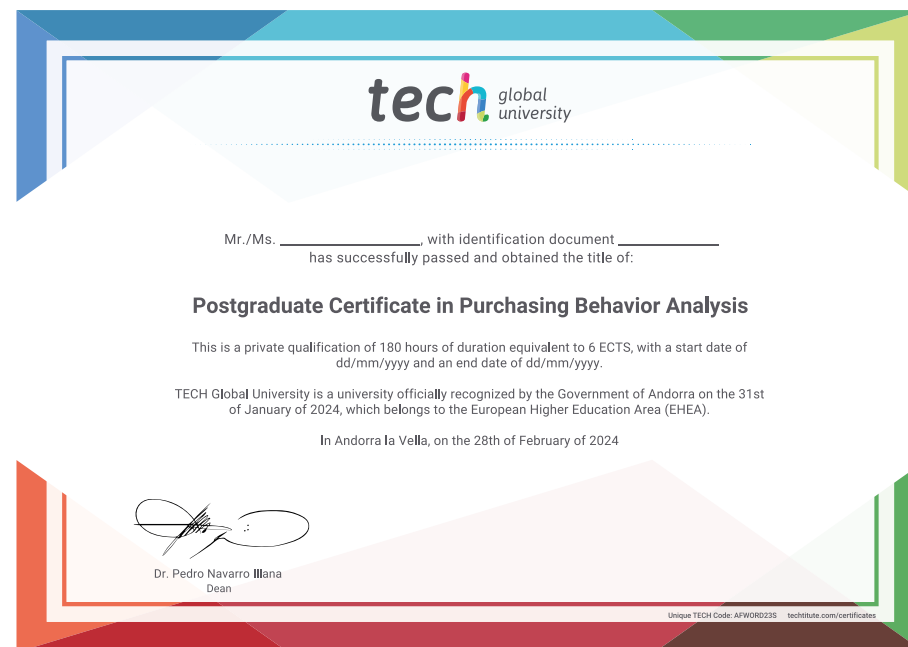 tech global
university
Mr./Ms. ____________, with identification document ____________
has successfully passed and obtained the title of:
Postgraduate Certificate in Purchasing Behavior Analysis
This is a private qualification of 180 hours of duration equivalent to 6 ECTS, with a start date of
dd/mm/yyyy and an end date of dd/mm/yyyy.
TECH Global University is a university officially recognized by the Government of Andorra on the 31st
of January of 2024, which belongs to the European Higher Education Area (EHEA).
In Andorra la Vella, on the 28th of February of 2024
Dr. Pedro Navarro Illana
Dean
Unique TECH Code: AFWORD23S techtitute.com/certificates